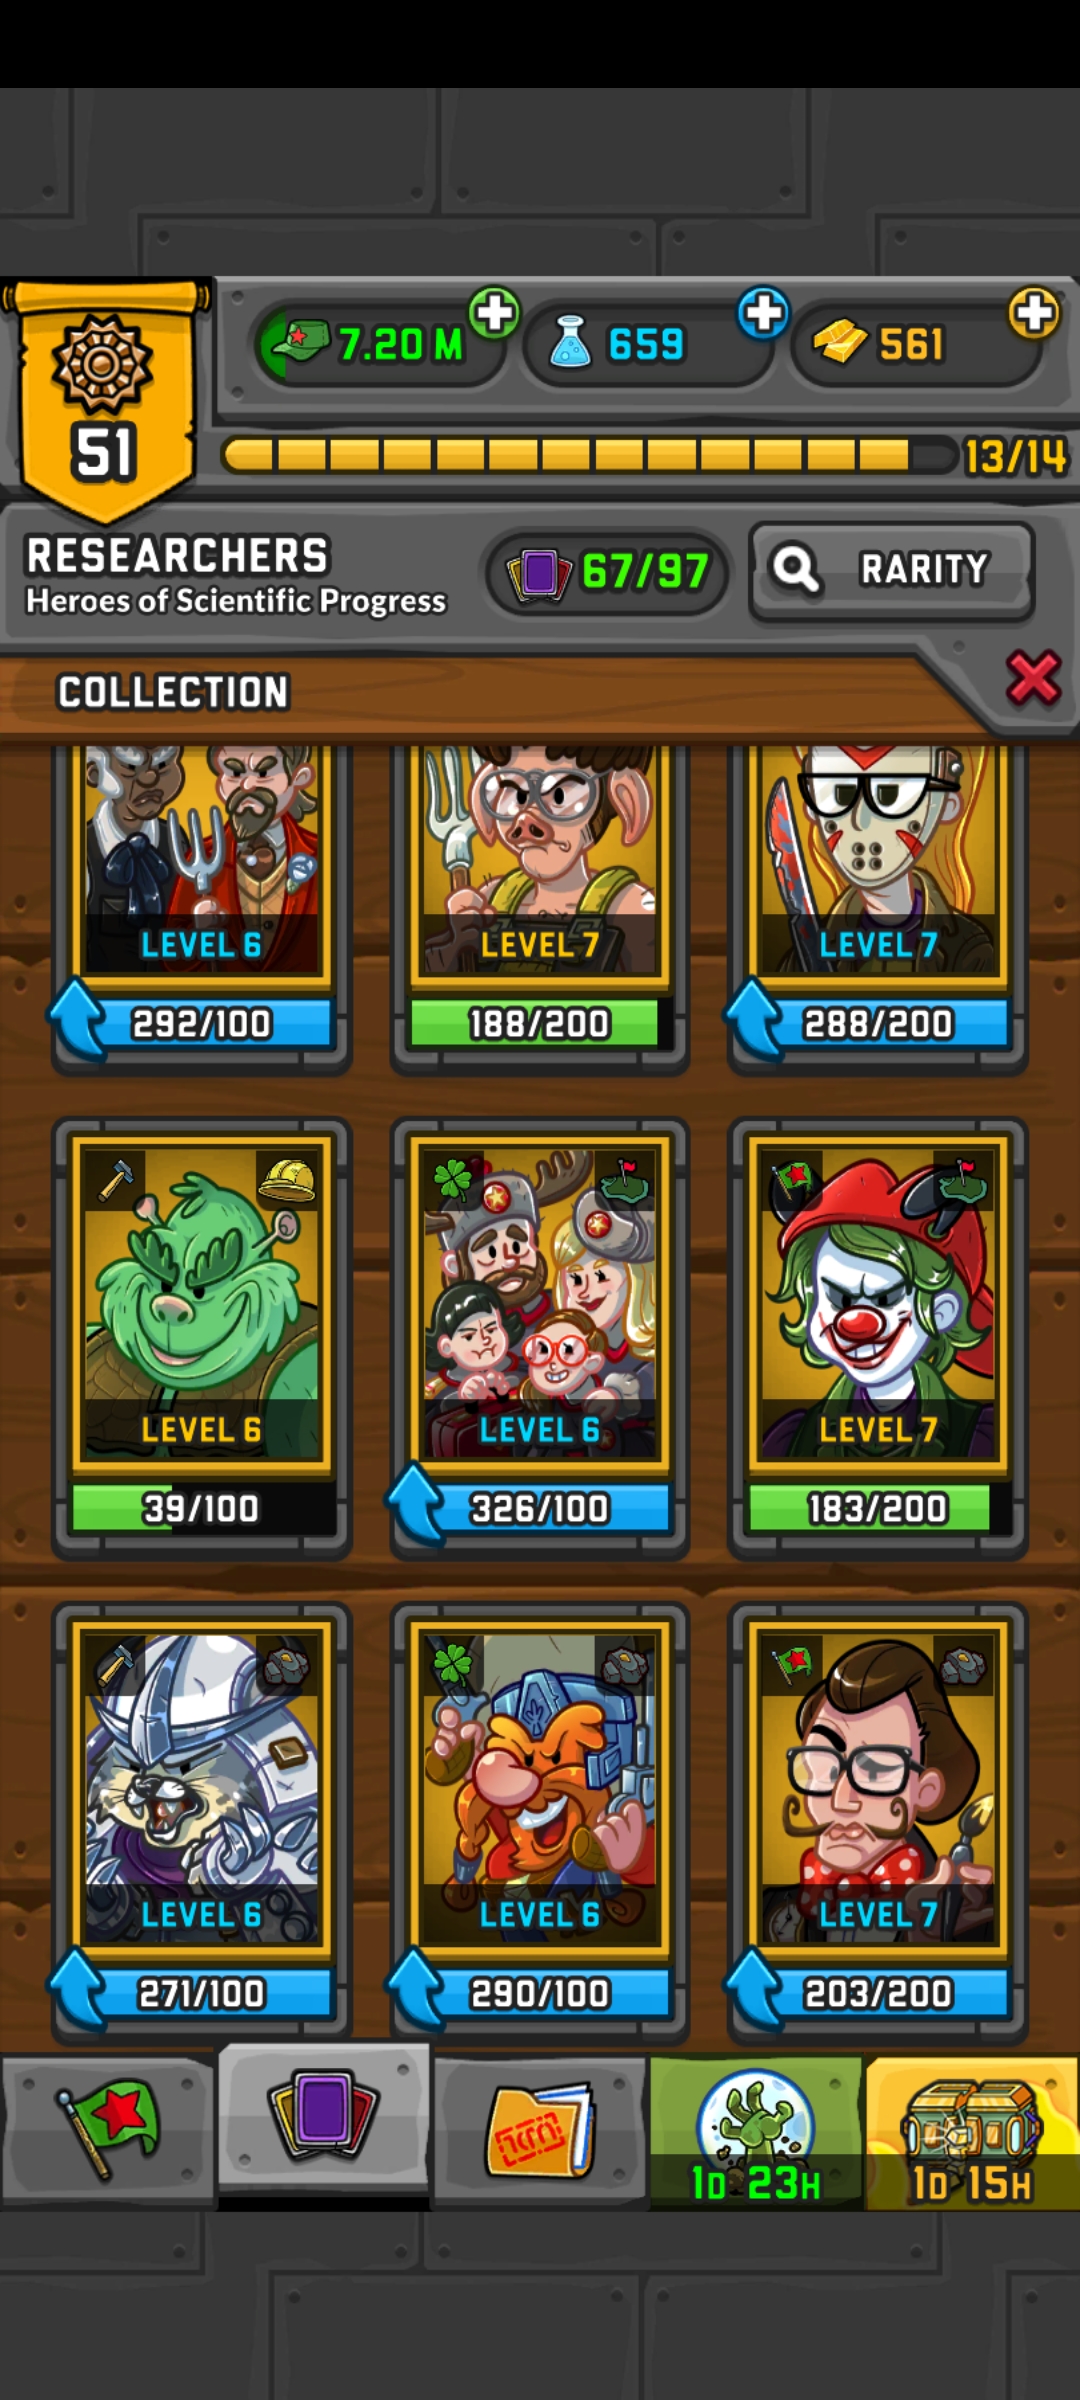 7.20 M
659
561
51
13/14
RESEARCHERS
Heroes of Scientific Progress
67/97
RARITY
COLLECTION
LEVEL 6
LEVEL 7
LEVEL 7
292/100
188/200
288/200
LEVEL 6
LEVEL 6
LEVEL 7
39/100
326/100
183/200
LEVEL 6
LEVEL 6
LEVEL 7
271/100
290/100
203/200
1D 23H
1D 15H